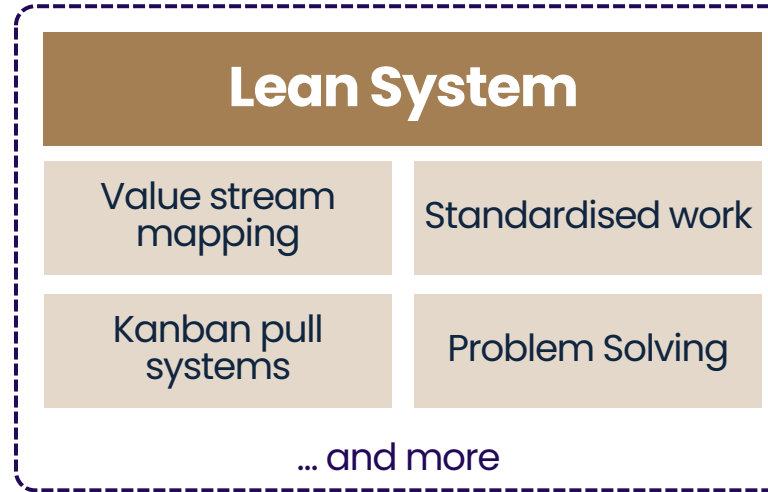 Lean System
Value stream
mapping
Standardised work
Kanban pull
systems
Problem Solving
... and more